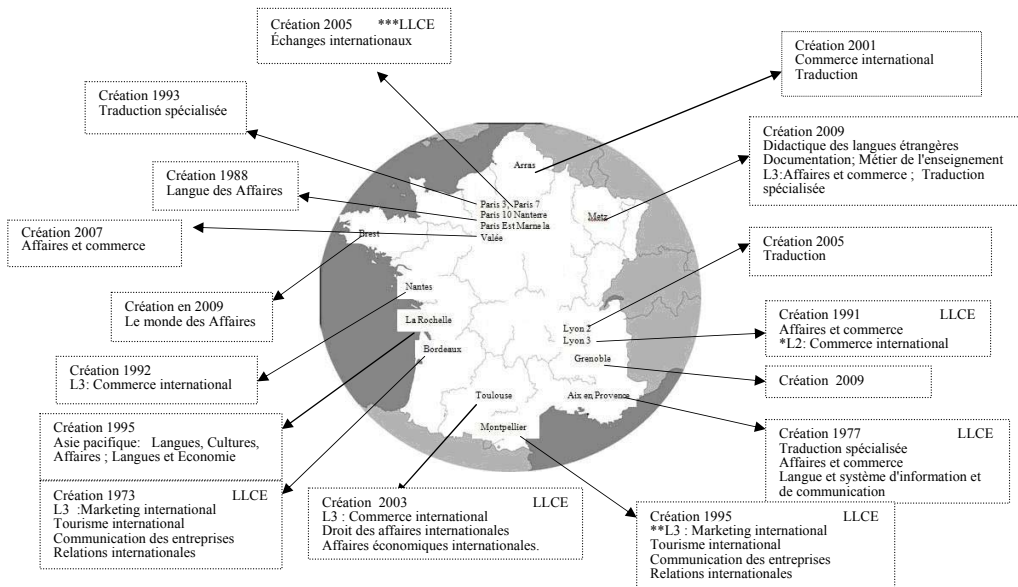 Création 2005 ***LLCE
Échanges internationaux
Création 2001
Commerce international
Traduction
Création 1993
Traduction spécialisée
Création 2009
Didactique des langues étrangères
Documentation; Métier de l'enseignement
L3:Affaires et commerce ; Traduction
spécialisée
Création 1988
Langue des Affaires
Création 2007
Affaires et commerce
Création en 2009
Le monde des Affaires
Création 1992
L3: Commerce international
Création 1995
Asie pacifique: Langues, Cultures,
Affaires ; Langues et Economie
Création 1973 LLCE
L3 :Marketing international
Tourisme international
Communication des entreprises
Relations internationales
Arras
Paris 3, Paris 7
Paris 10 Nanterre
Paris Est Marne la
Valée
Metz
Brest
Nantes
La Rochelle
Bordeaux
Lyon 2
Lyon 3
Grenoble
Toulouse
Aix en Provence
Montpellier
Création 2005
Traduction
Création 1991 LLCE
Affaires et commerce
*L2: Commerce international
Création 2009
Création 1977 LLCE
Traduction spécialisée
Affaires et commerce
Langue et système d'information et
de communication
Création 2003 LLCE
L3 : Commerce international
Droit des affaires internationales
Affaires économiques internationales.
Création 1995 LLCE
**L3 : Marketing international
Tourisme international
Communication des entreprises
Relations internationales